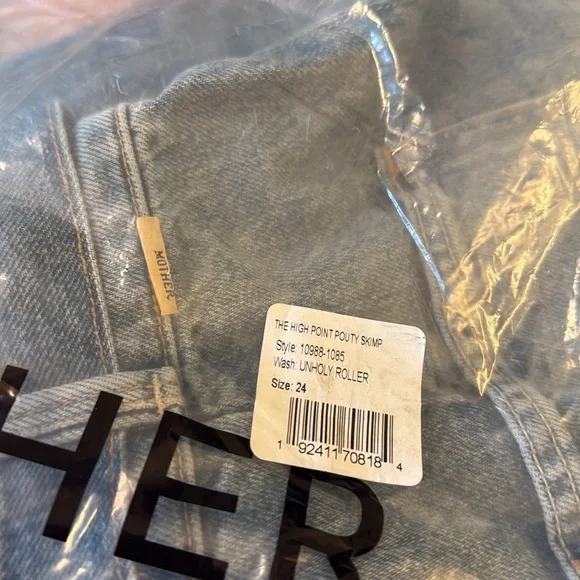 MOTHER
THE HIGH POINT POUTY SKIMP
Style: 10988-1085
Wash: UNHOLY ROLLER
Size: 24
1 92411 70818 4
HER